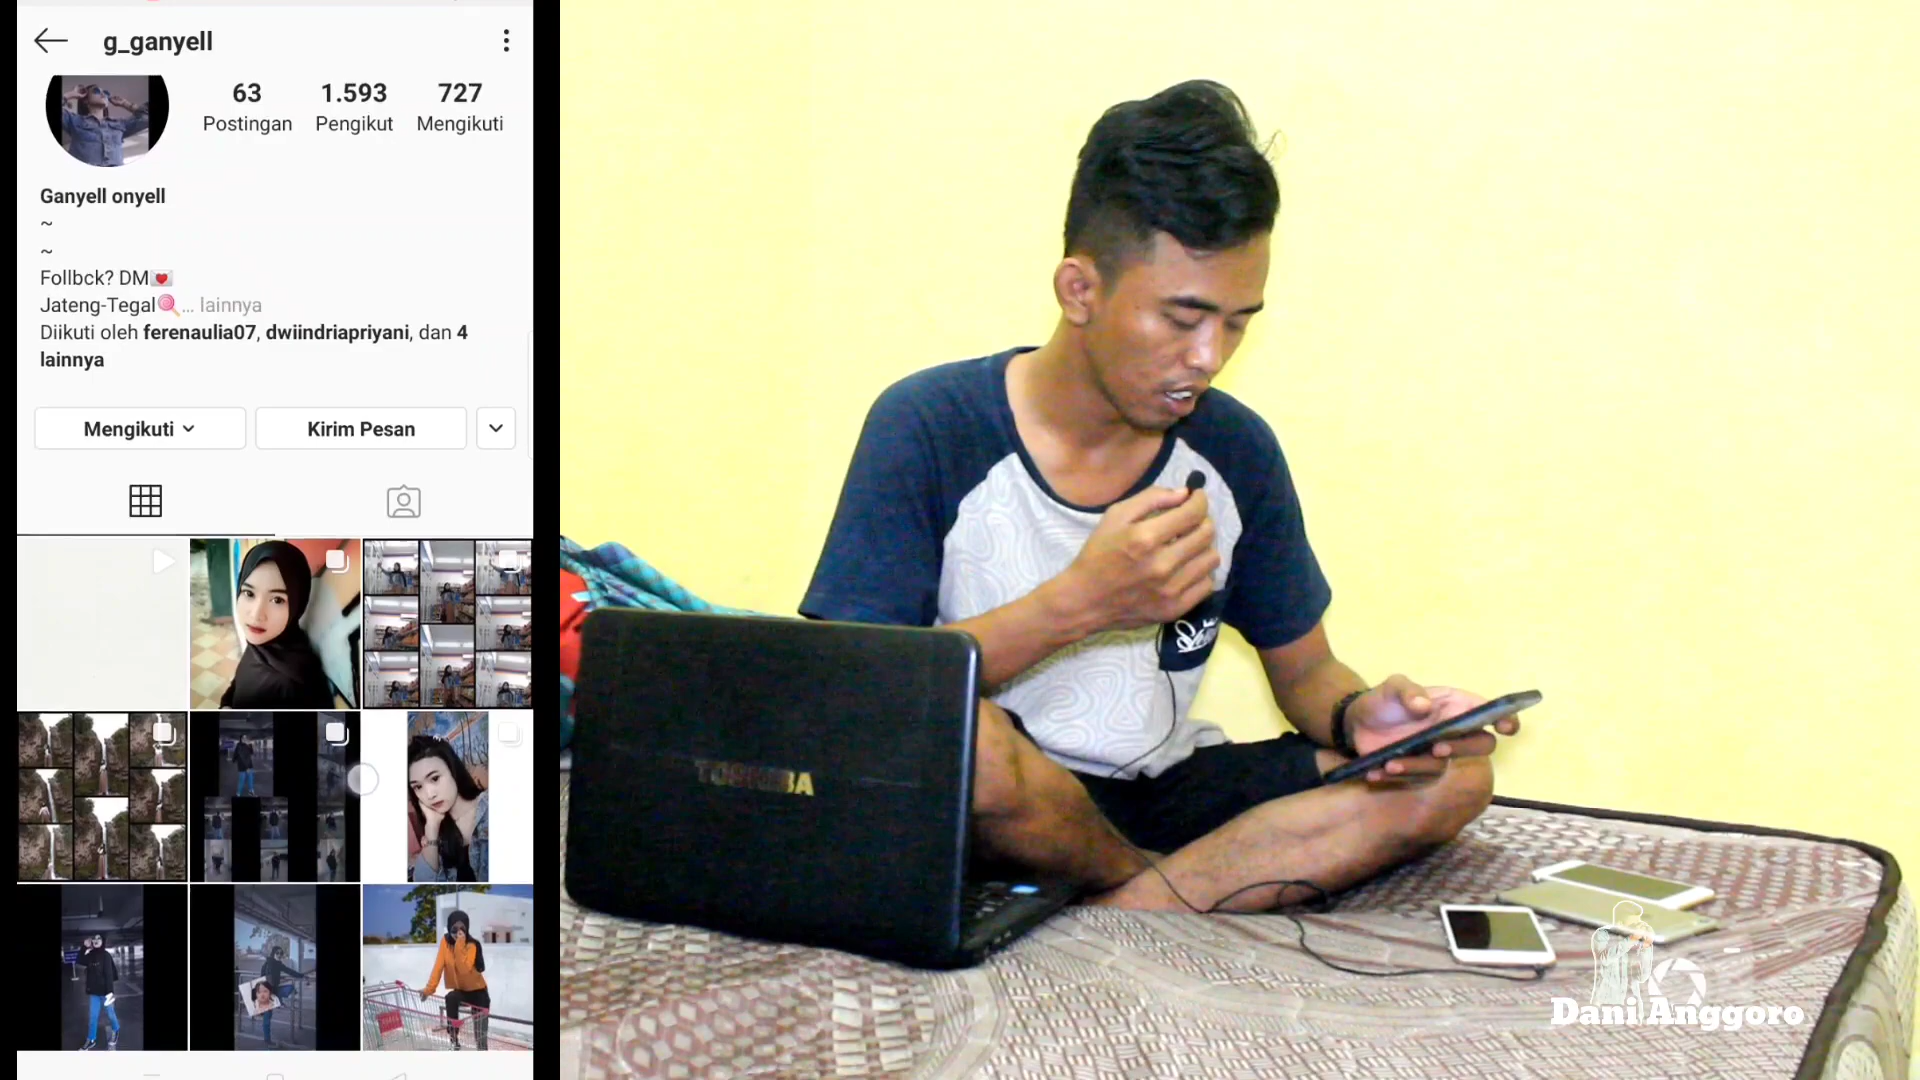 g_ganyell
63
1.593
727
Postingan
Pengikut
Mengikuti
Ganyell onyell
~
~
Follbck? DM💌
Jateng-Tegal🍭... lainnya
Diikuti oleh ferenaulia07, dwiindriapriyani, dan 4
lainnya
Mengikuti
Kirim Pesan
TOSHIBA
Dani Anggoro